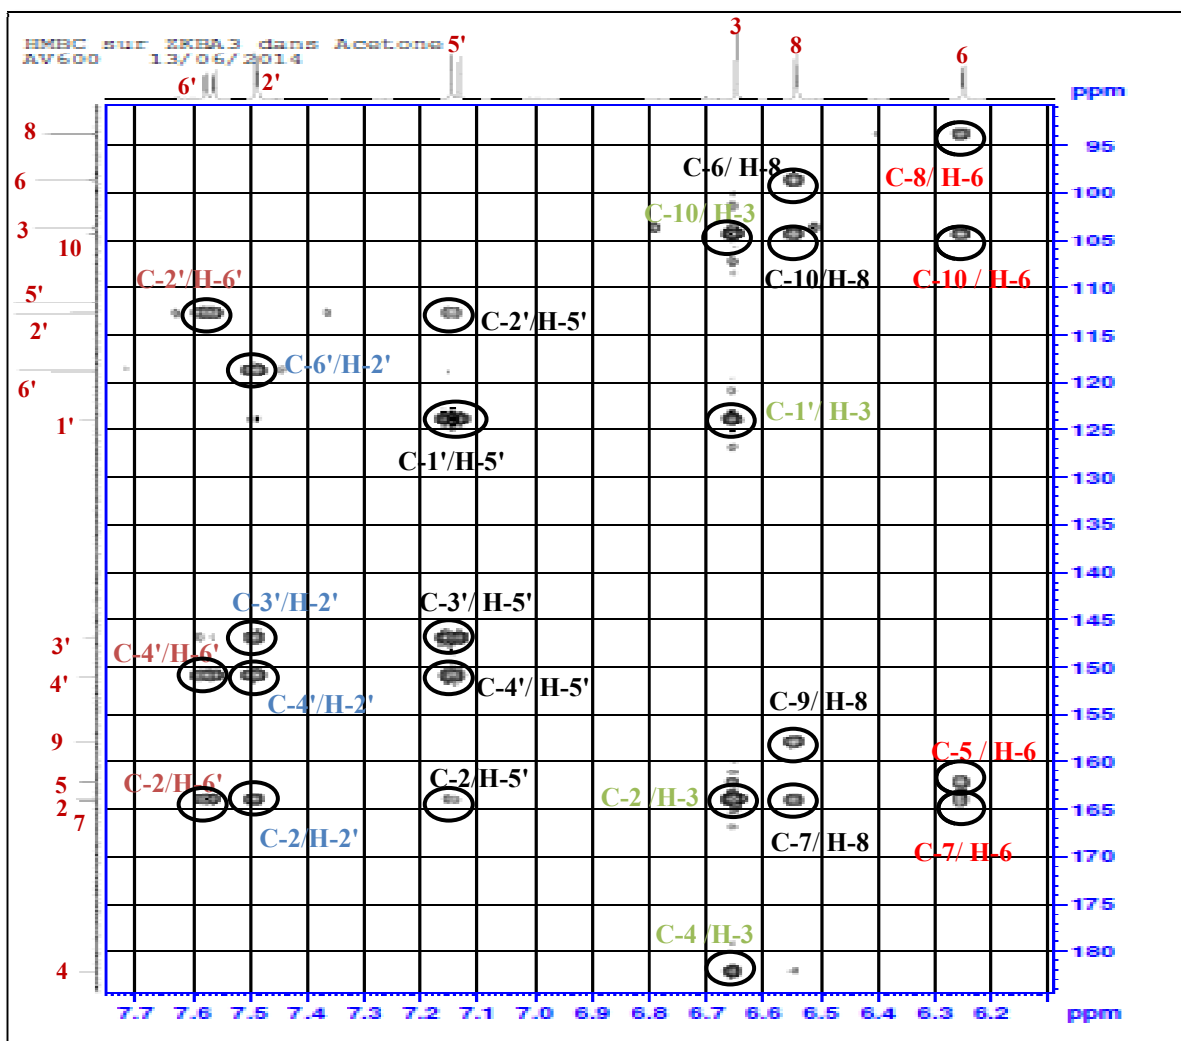 HMBC sur ZKBA3 dans Acetone
AV600 13/06/2014
6' 2' 5' 3 8 6
ppm
8
6
3
10
5'
2'
6'
1'
3'
4'
9
5
2
7
4
C-6/ H-8
C-8/ H-6
C-10/ H-3
C-10/H-8
C-10 / H-6
C-2'/H-6'
C-2'/H-5'
C-6'/H-2'
C-1'/ H-3
C-1'/H-5'
C-3'/H-2'
C-3'/ H-5'
C-4'/H-6'
C-4'/H-2'
C-4'/ H-5'
C-9/ H-8
C-5 / H-6
C-2/H-6'
C-2/H-5'
C-2 /H-3
C-2/H-2'
C-7/ H-8
C-7/ H-6
C-4 /H-3
95
100
105
110
115
120
125
130
135
140
145
150
155
160
165
170
175
180
7.7 7.6 7.5 7.4 7.3 7.2 7.1 7.0 6.9 6.8 6.7 6.6 6.5 6.4 6.3 6.2 ppm